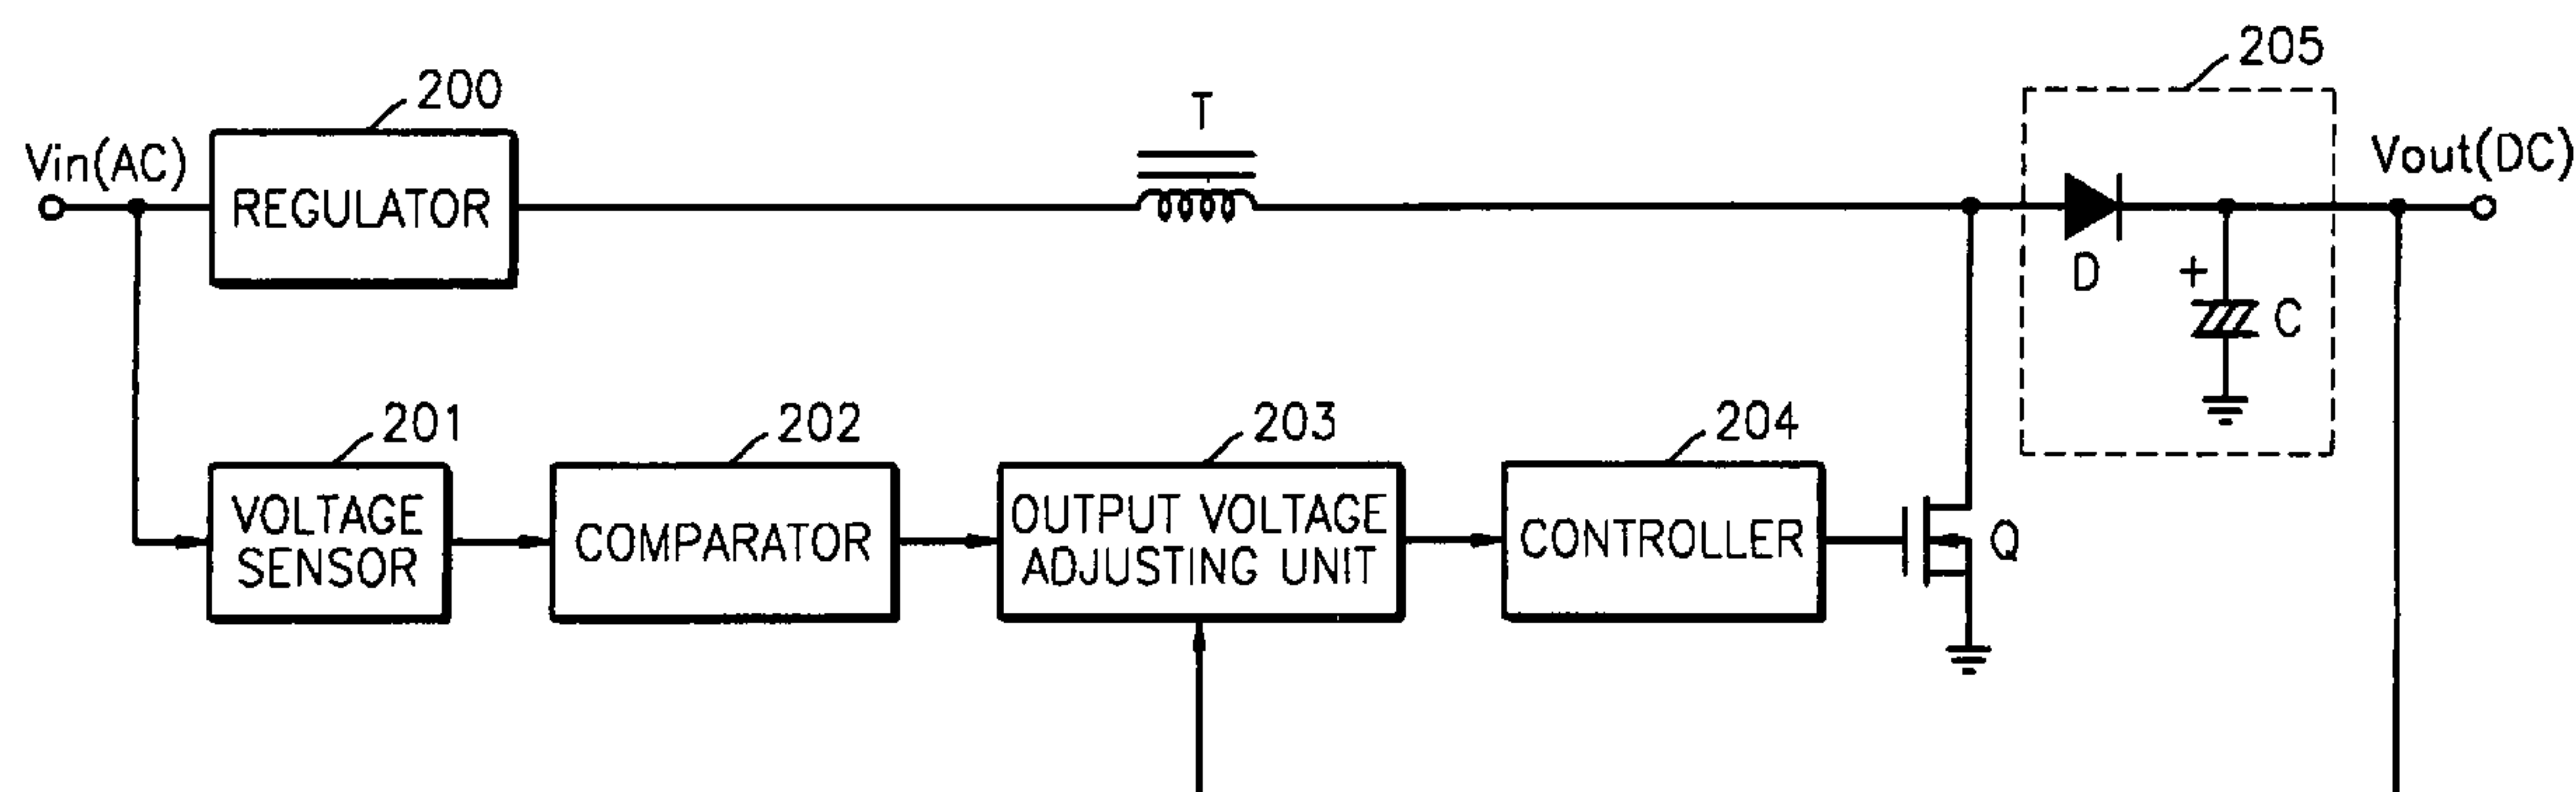 205
200
T
Vin(AC)
Vout(DC)
REGULATOR
D
+
C
201
202
203
204
VOLTAGE
SENSOR
COMPARATOR
OUTPUT VOLTAGE
ADJUSTING UNIT
CONTROLLER
Q